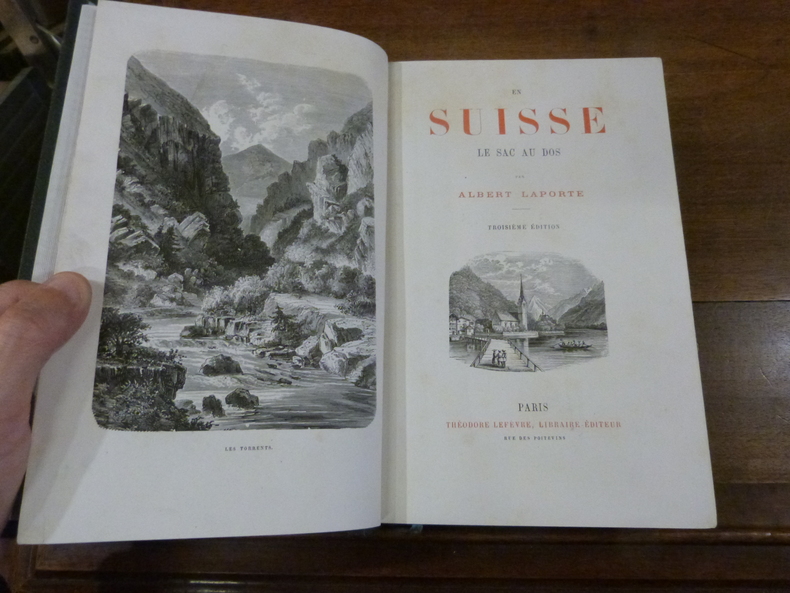 LES TORRENTS.
EN
SUISSE
LE SAC AU DOS
PAR
ALBERT LAPORTE
TROISIÈME ÉDITION
PARIS
THÉODORE LEFÈVRE, LIBRAIRE ÉDITEUR
RUE DES POITEVINS